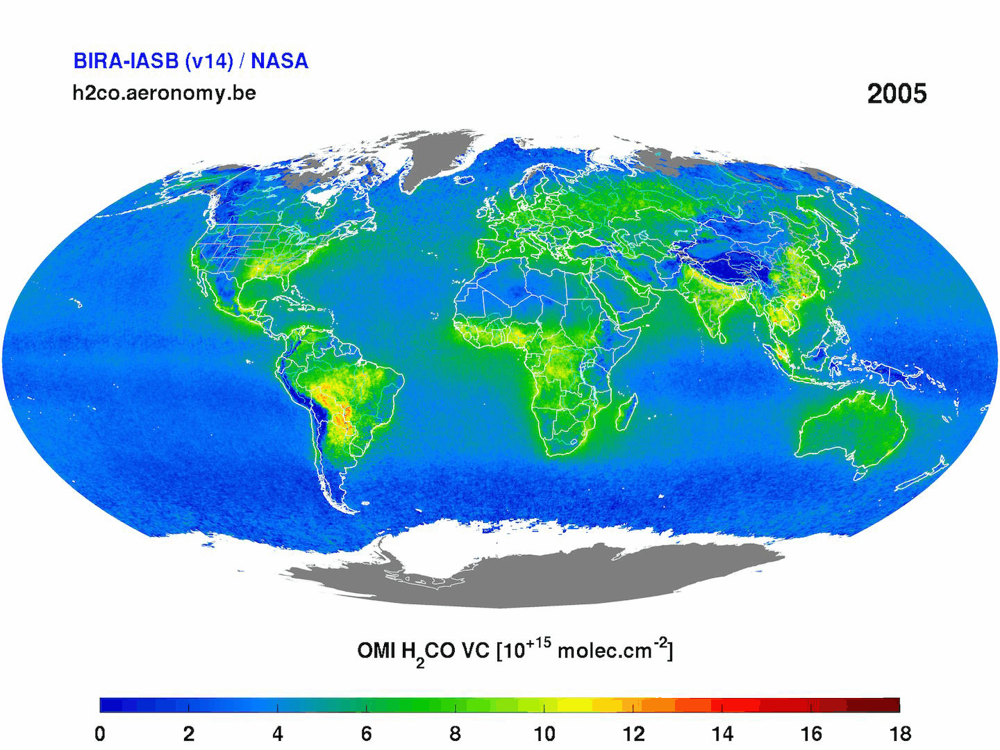 BIRA-IASB (v14) / NASA
h2co.aeronomy.be
2005
OMI H₂CO VC [10⁺¹⁵ molec.cm⁻²]
0 2 4 6 8 10 12 14 16 18